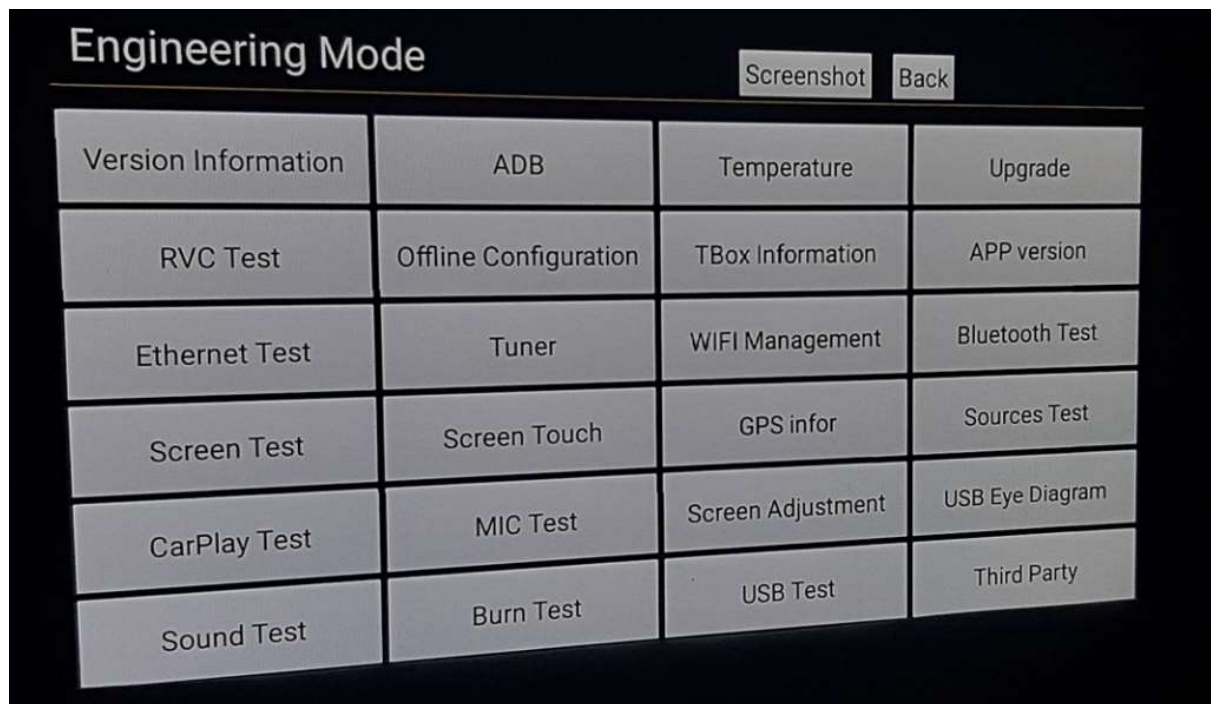 Engineering Mode
Screenshot Back
Version Information ADB Temperature Upgrade
RVC Test Offline Configuration TBox Information APP version
Ethernet Test Tuner WIFI Management Bluetooth Test
Screen Test Screen Touch GPS infor Sources Test
CarPlay Test MIC Test Screen Adjustment USB Eye Diagram
Sound Test Burn Test USB Test Third Party